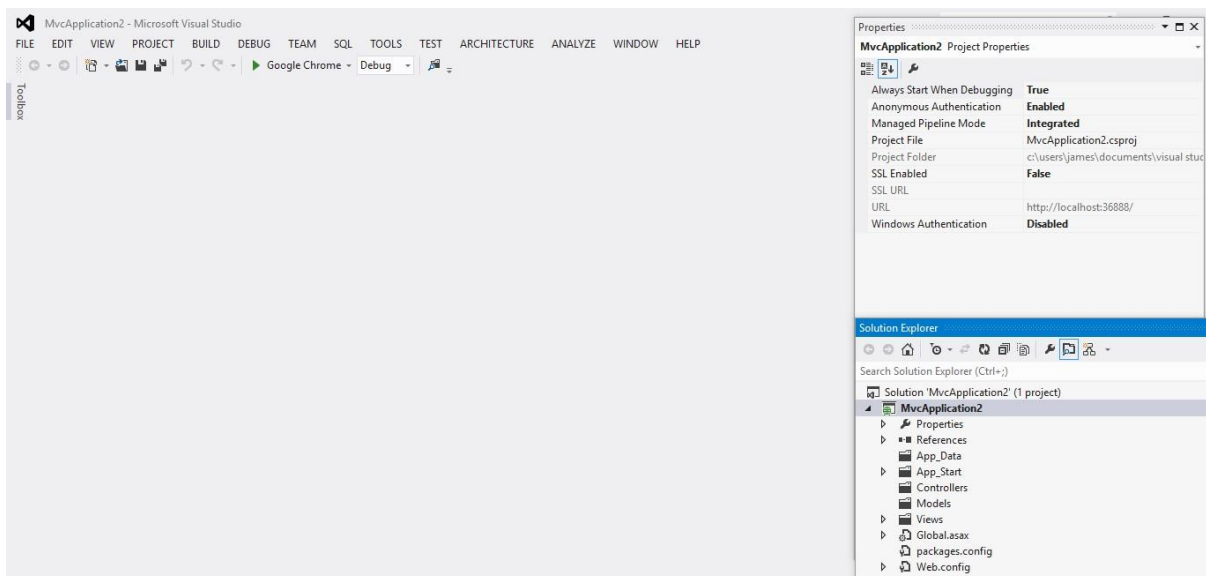 MvcApplication2 - Microsoft Visual Studio
FILE EDIT VIEW PROJECT BUILD DEBUG TEAM SQL TOOLS TEST ARCHITECTURE ANALYZE WINDOW HELP
Google Chrome Debug
Toolbox
Properties
MvcApplication2 Project Properties
Always Start When Debugging True
Anonymous Authentication Enabled
Managed Pipeline Mode Integrated
Project File MvcApplication2.csproj
Project Folder c:\users\james\documents\visual stuc
SSL Enabled False
SSL URL
URL http://localhost:36888/
Windows Authentication Disabled
Solution Explorer
Search Solution Explorer (Ctrl+;)
Solution 'MvcApplication2' (1 project)
MvcApplication2
Properties
References
App_Data
App_Start
Controllers
Models
Views
Global.asax
packages.config
Web.config